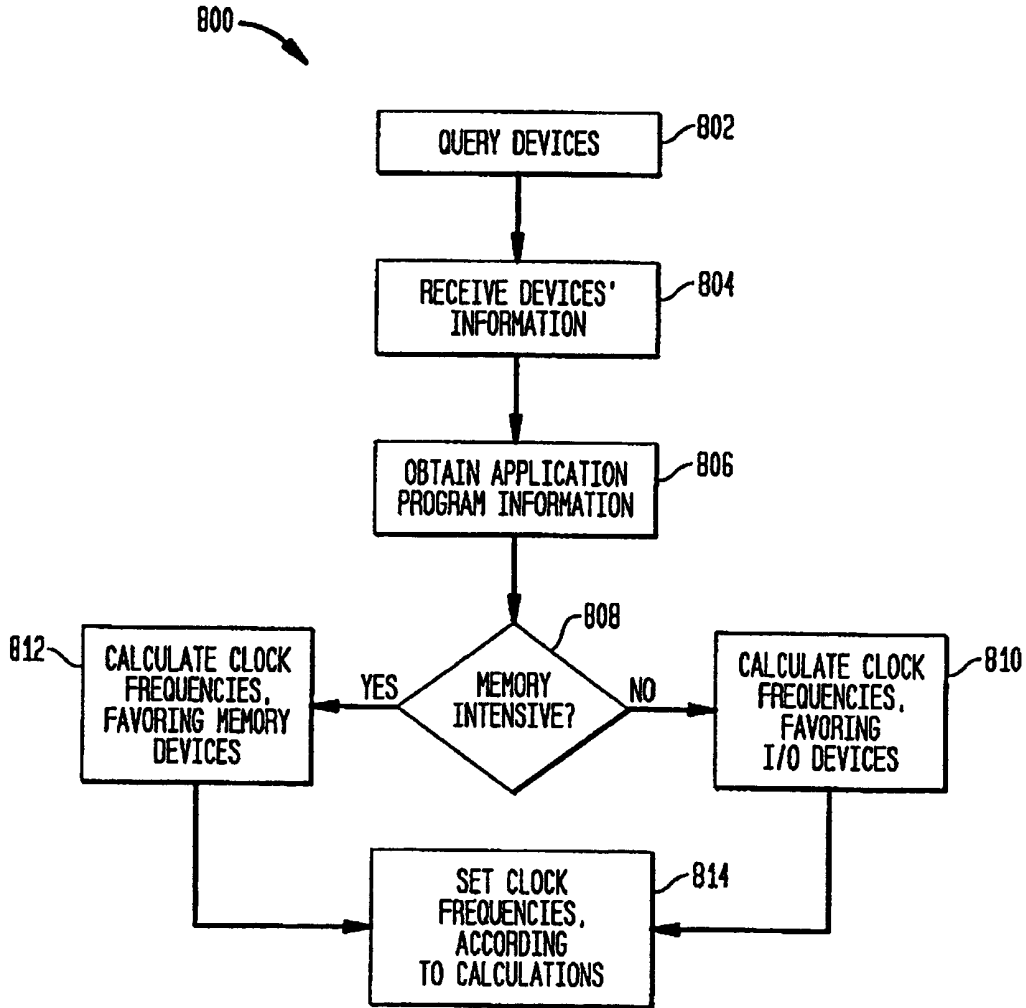 800
QUERY DEVICES
802
RECEIVE DEVICES'
INFORMATION
804
OBTAIN APPLICATION
PROGRAM INFORMATION
806
808
MEMORY
INTENSIVE?
YES
NO
812
CALCULATE CLOCK
FREQUENCIES,
FAVORING MEMORY
DEVICES
CALCULATE CLOCK
FREQUENCIES,
FAVORING
I/O DEVICES
810
SET CLOCK
FREQUENCIES,
ACCORDING
TO CALCULATIONS
814